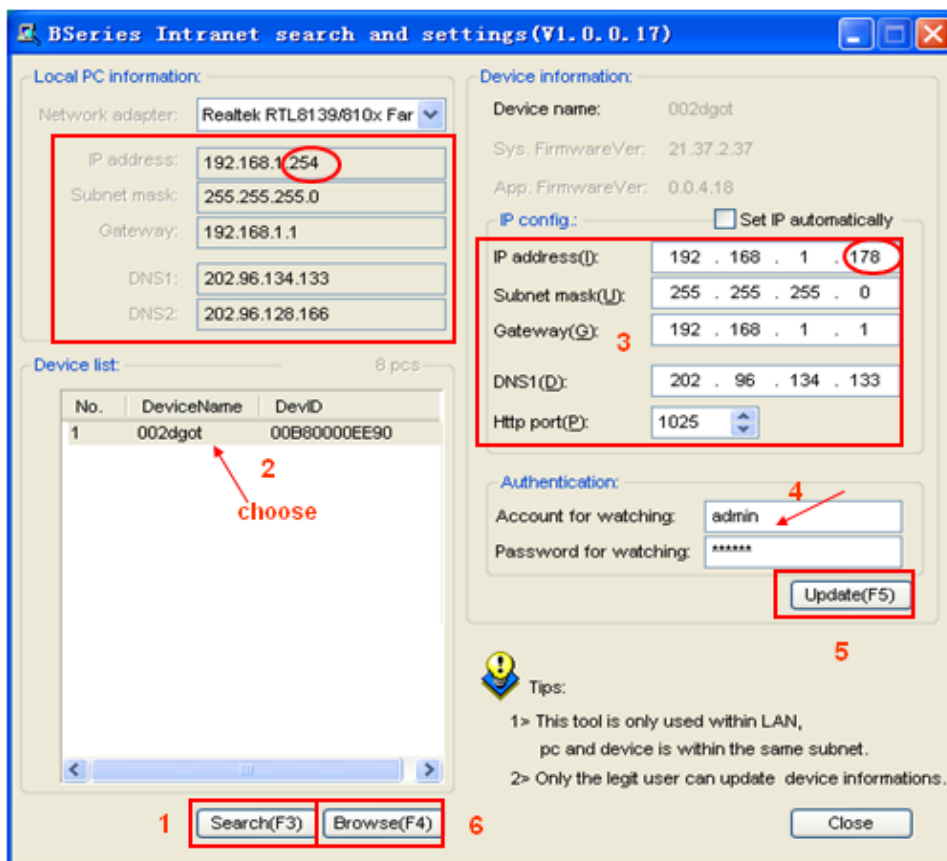 BSeries Intranet search and settings(V1.0.0.17)
Local PC information:
Network adapter: Realtek RTL8139/810x Far
IP address: 192.168.1.254
Subnet mask: 255.255.255.0
Gateway: 192.168.1.1
DNS1: 202.96.134.133
DNS2: 202.96.128.166
Device list: 8 pcs
No. DeviceName DevID
1 002dgot 00B80000EE90
2
choose
1 Search(F3) Browse(F4) 6
Device information:
Device name: 002dgot
Sys. FirmwareVer: 21.37.2.37
App. FirmwareVer: 0.0.4.18
IP config.: Set IP automatically
IP address(I): 192 . 168 . 1 . 178
Subnet mask(U): 255 . 255 . 255 . 0
Gateway(G): 192 . 168 . 1 . 1
3
DNS1(D): 202 . 96 . 134 . 133
Http port(P): 1025
Authentication:
4
Account for watching: admin
Password for watching: ******
Update(F5)
5
Tips:
1> This tool is only used within LAN,
pc and device is within the same subnet.
2> Only the legit user can update device informations.
Close